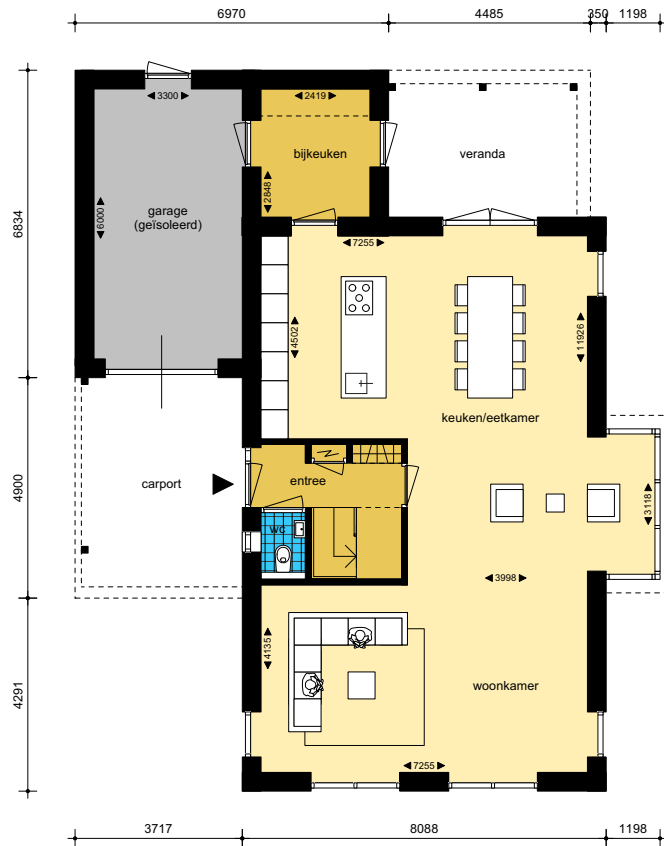 6970
4485
350
1198
3300
2419
bijkeuken
veranda
2848
6000
garage
(geïsoleerd)
6834
7255
4502
11926
keuken/eetkamer
carport
entree
4900
3118
WC
3998
4135
woonkamer
4291
7255
3717
8088
1198